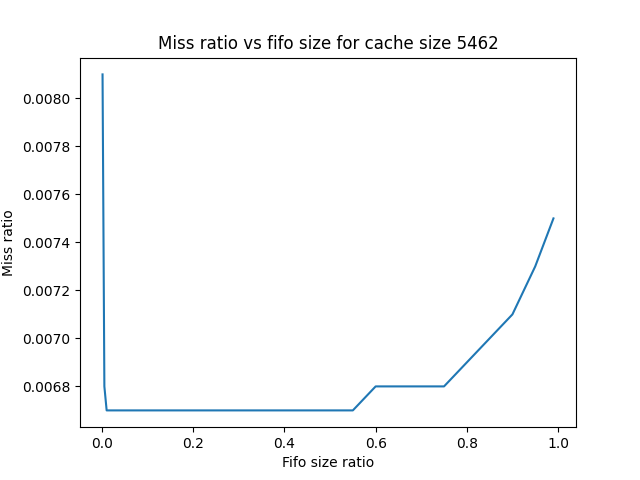 Miss ratio vs fifo size for cache size 5462
0.0080
0.0078
0.0076
0.0074
0.0072
0.0070
0.0068
Miss ratio
0.0 0.2 0.4 0.6 0.8 1.0
Fifo size ratio